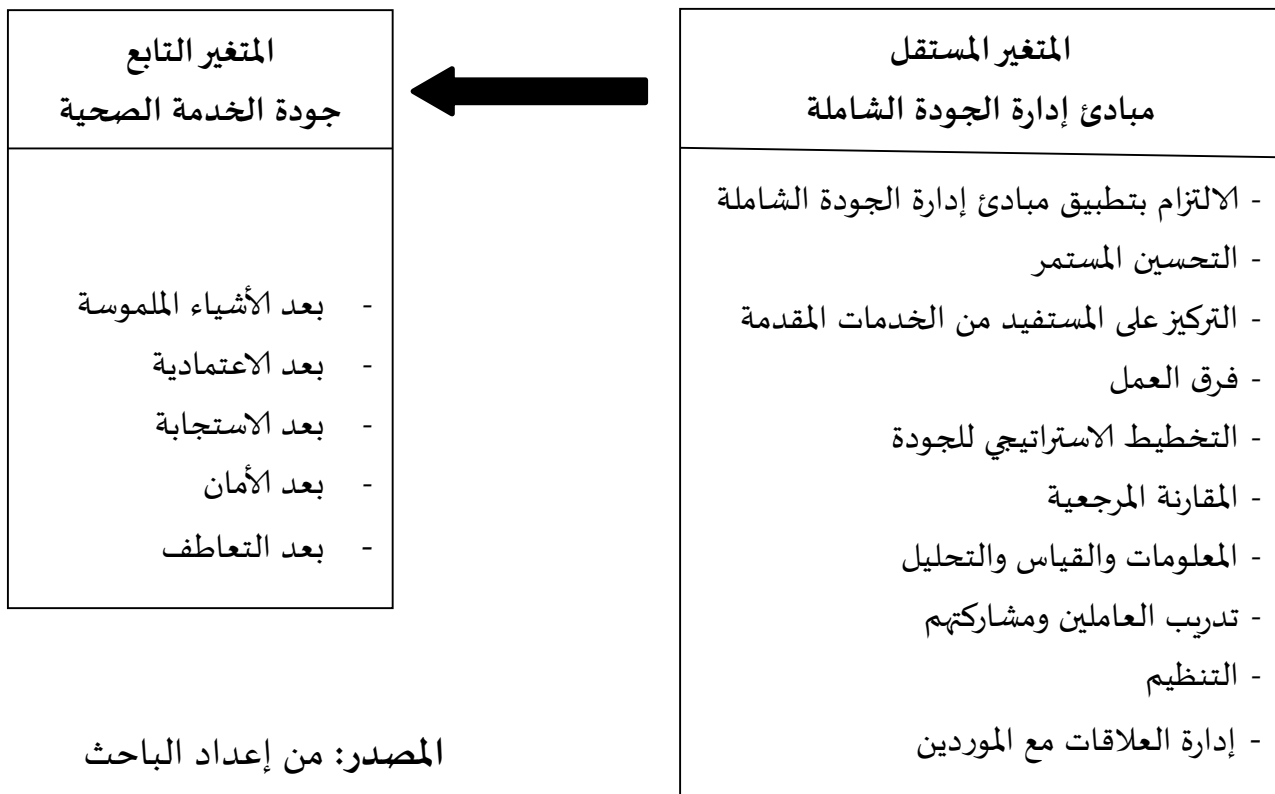 المتغير المستقل
مبادئ إدارة الجودة الشاملة
- الالتزام بتطبيق مبادئ إدارة الجودة الشاملة
- التحسين المستمر
- التركيز على المستفيد من الخدمات المقدمة
- فرق العمل
- التخطيط الاستراتيجي للجودة
- المقارنة المرجعية
- المعلومات والقياس والتحليل
- تدريب العاملين ومشاركتهم
- التنظيم
- إدارة العلاقات مع الموردين
المتغير التابع
جودة الخدمة الصحية
- بعد الأشياء الملموسة
- بعد الاعتمادية
- بعد الاستجابة
- بعد الأمان
- بعد التعاطف
المصدر: من إعداد الباحث